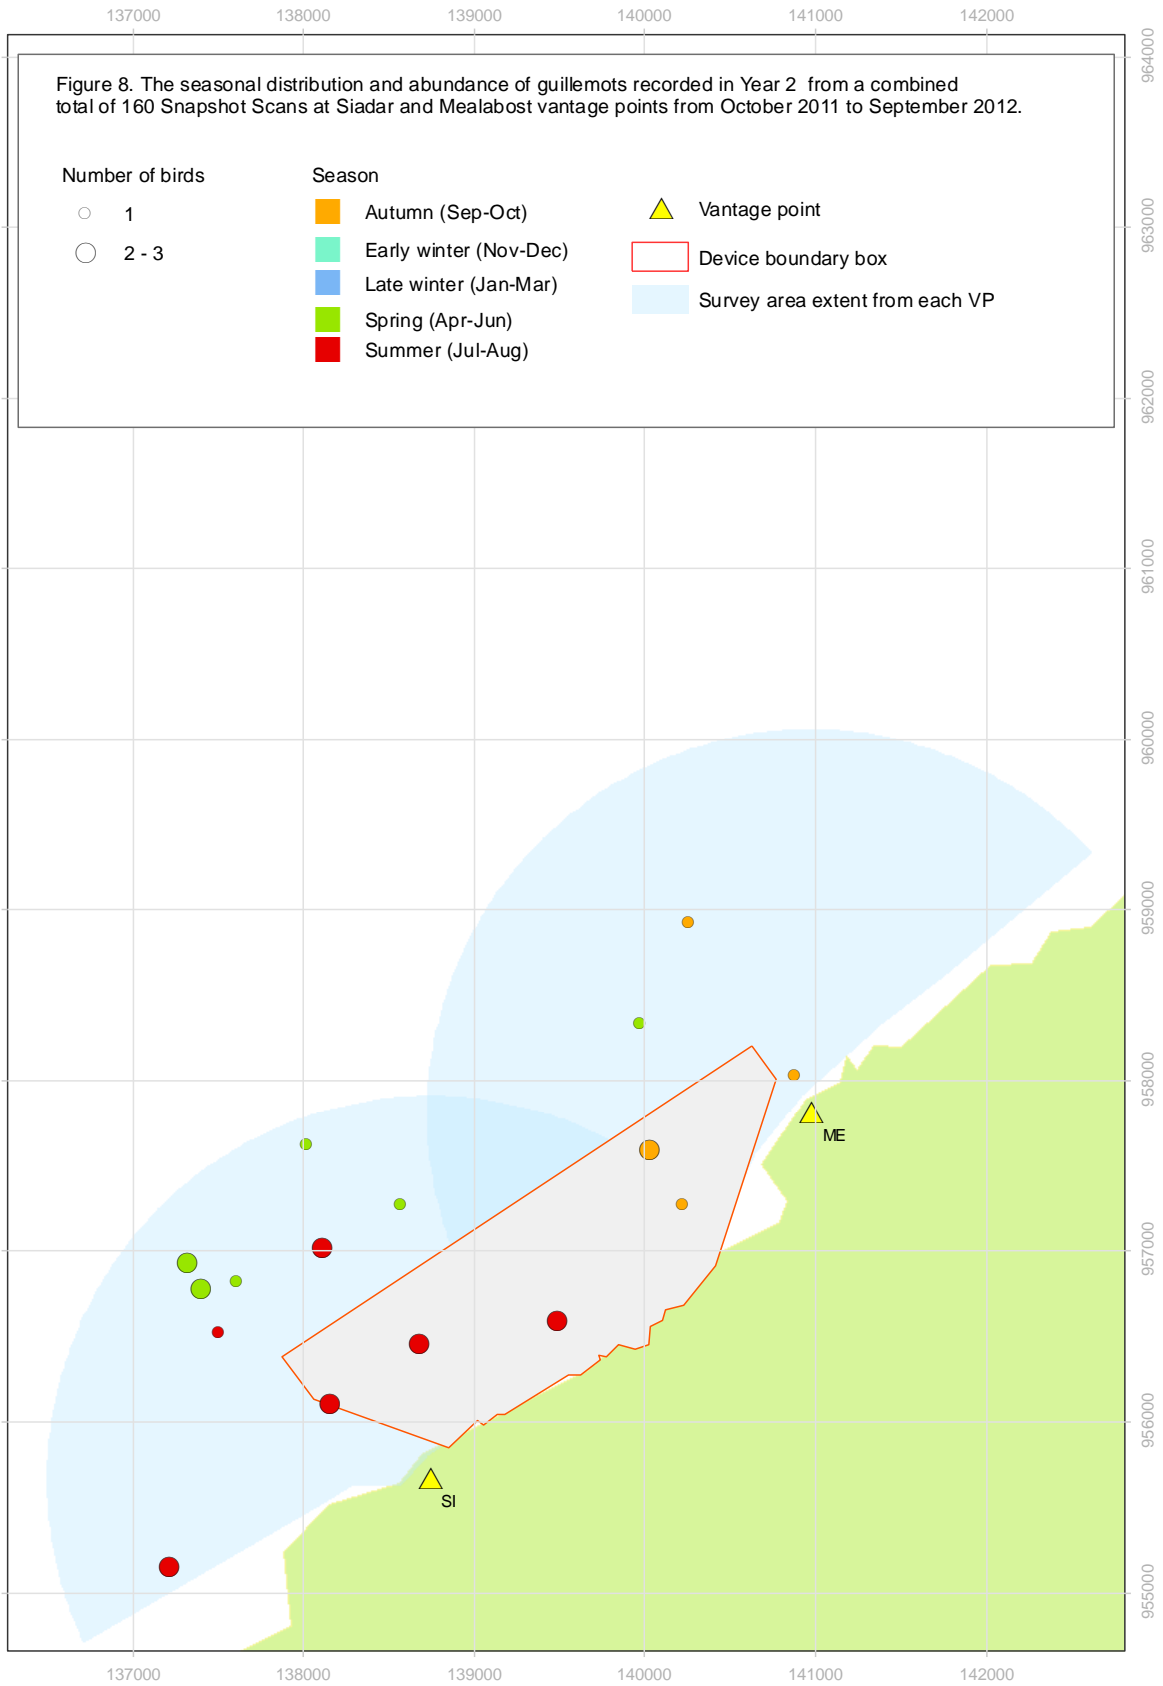 137000 138000 139000 140000 141000 142000
Figure 8. The seasonal distribution and abundance of guillemots recorded in Year 2 from a combined
total of 160 Snapshot Scans at Siadar and Mealabost vantage points from October 2011 to September 2012.
Number of birds
1
2 - 3
Season
Autumn (Sep-Oct)
Early winter (Nov-Dec)
Late winter (Jan-Mar)
Spring (Apr-Jun)
Summer (Jul-Aug)
Vantage point
Device boundary box
Survey area extent from each VP
964000
963000
962000
961000
960000
959000
958000
957000
956000
955000
ME
SI
137000 138000 139000 140000 141000 142000